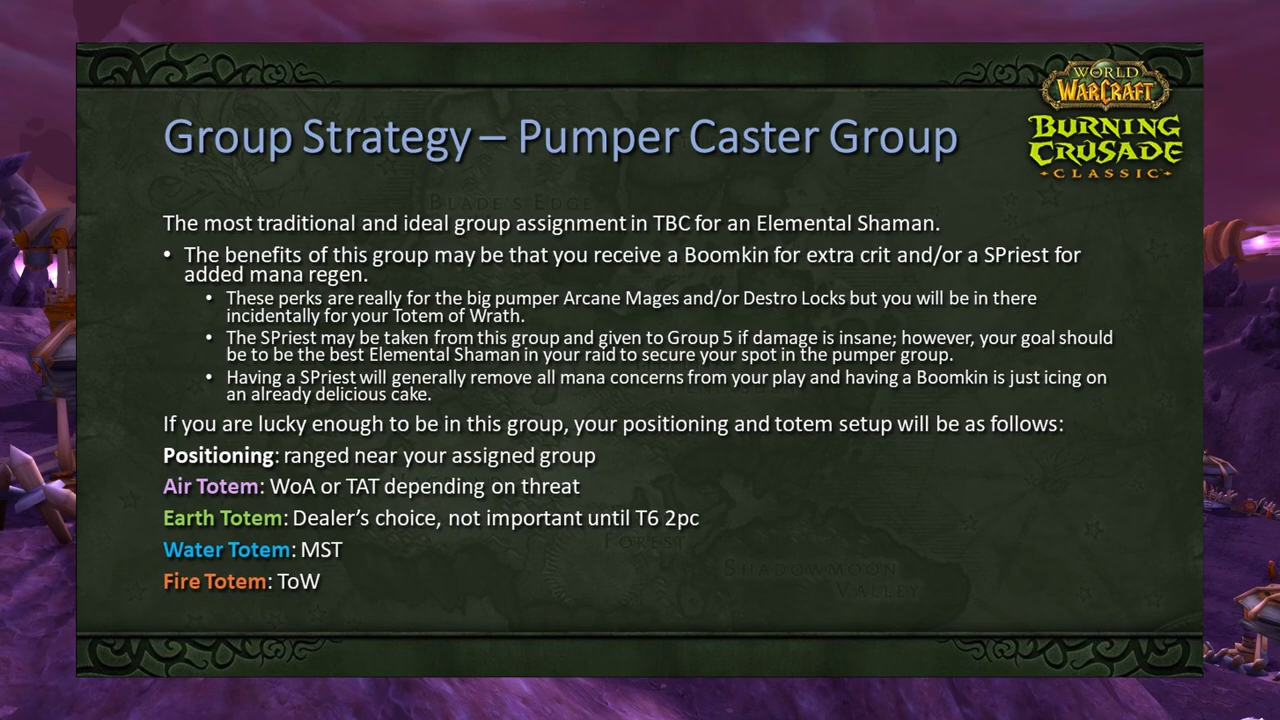 WORLD
WARCRAFT
BURNING
CRUSADE
CLASSIC
Group Strategy – Pumper Caster Group
BLADE'S EDGE
The most traditional and ideal group assignment in TBC for an Elemental Shaman.
• The benefits of this group may be that you receive a Boomkin for extra crit and/or a SPriest for
added mana regen.
• These perks are really for the big pumper Arcane Mages and/or Destro Locks but you will be in there
incidentally for your Totem of Wrath.
• The SPriest may be taken from this group and given to Group 5 if damage is insane; however, your goal should
be to be the best Elemental Shaman in your raid to secure your spot in the pumper group.
• Having a SPriest will generally remove all mana concerns from your play and having a Boomkin is just icing on
an already delicious cake.
If you are lucky enough to be in this group, your positioning and totem setup will be as follows:
Positioning: ranged near your assigned group
Air Totem: WoA or TAT depending on threat
Earth Totem: Dealer's choice, not important until T6 2pc
FOREST
Water Totem: MST
SHADOWMOON
VALLEY
Fire Totem: ToW